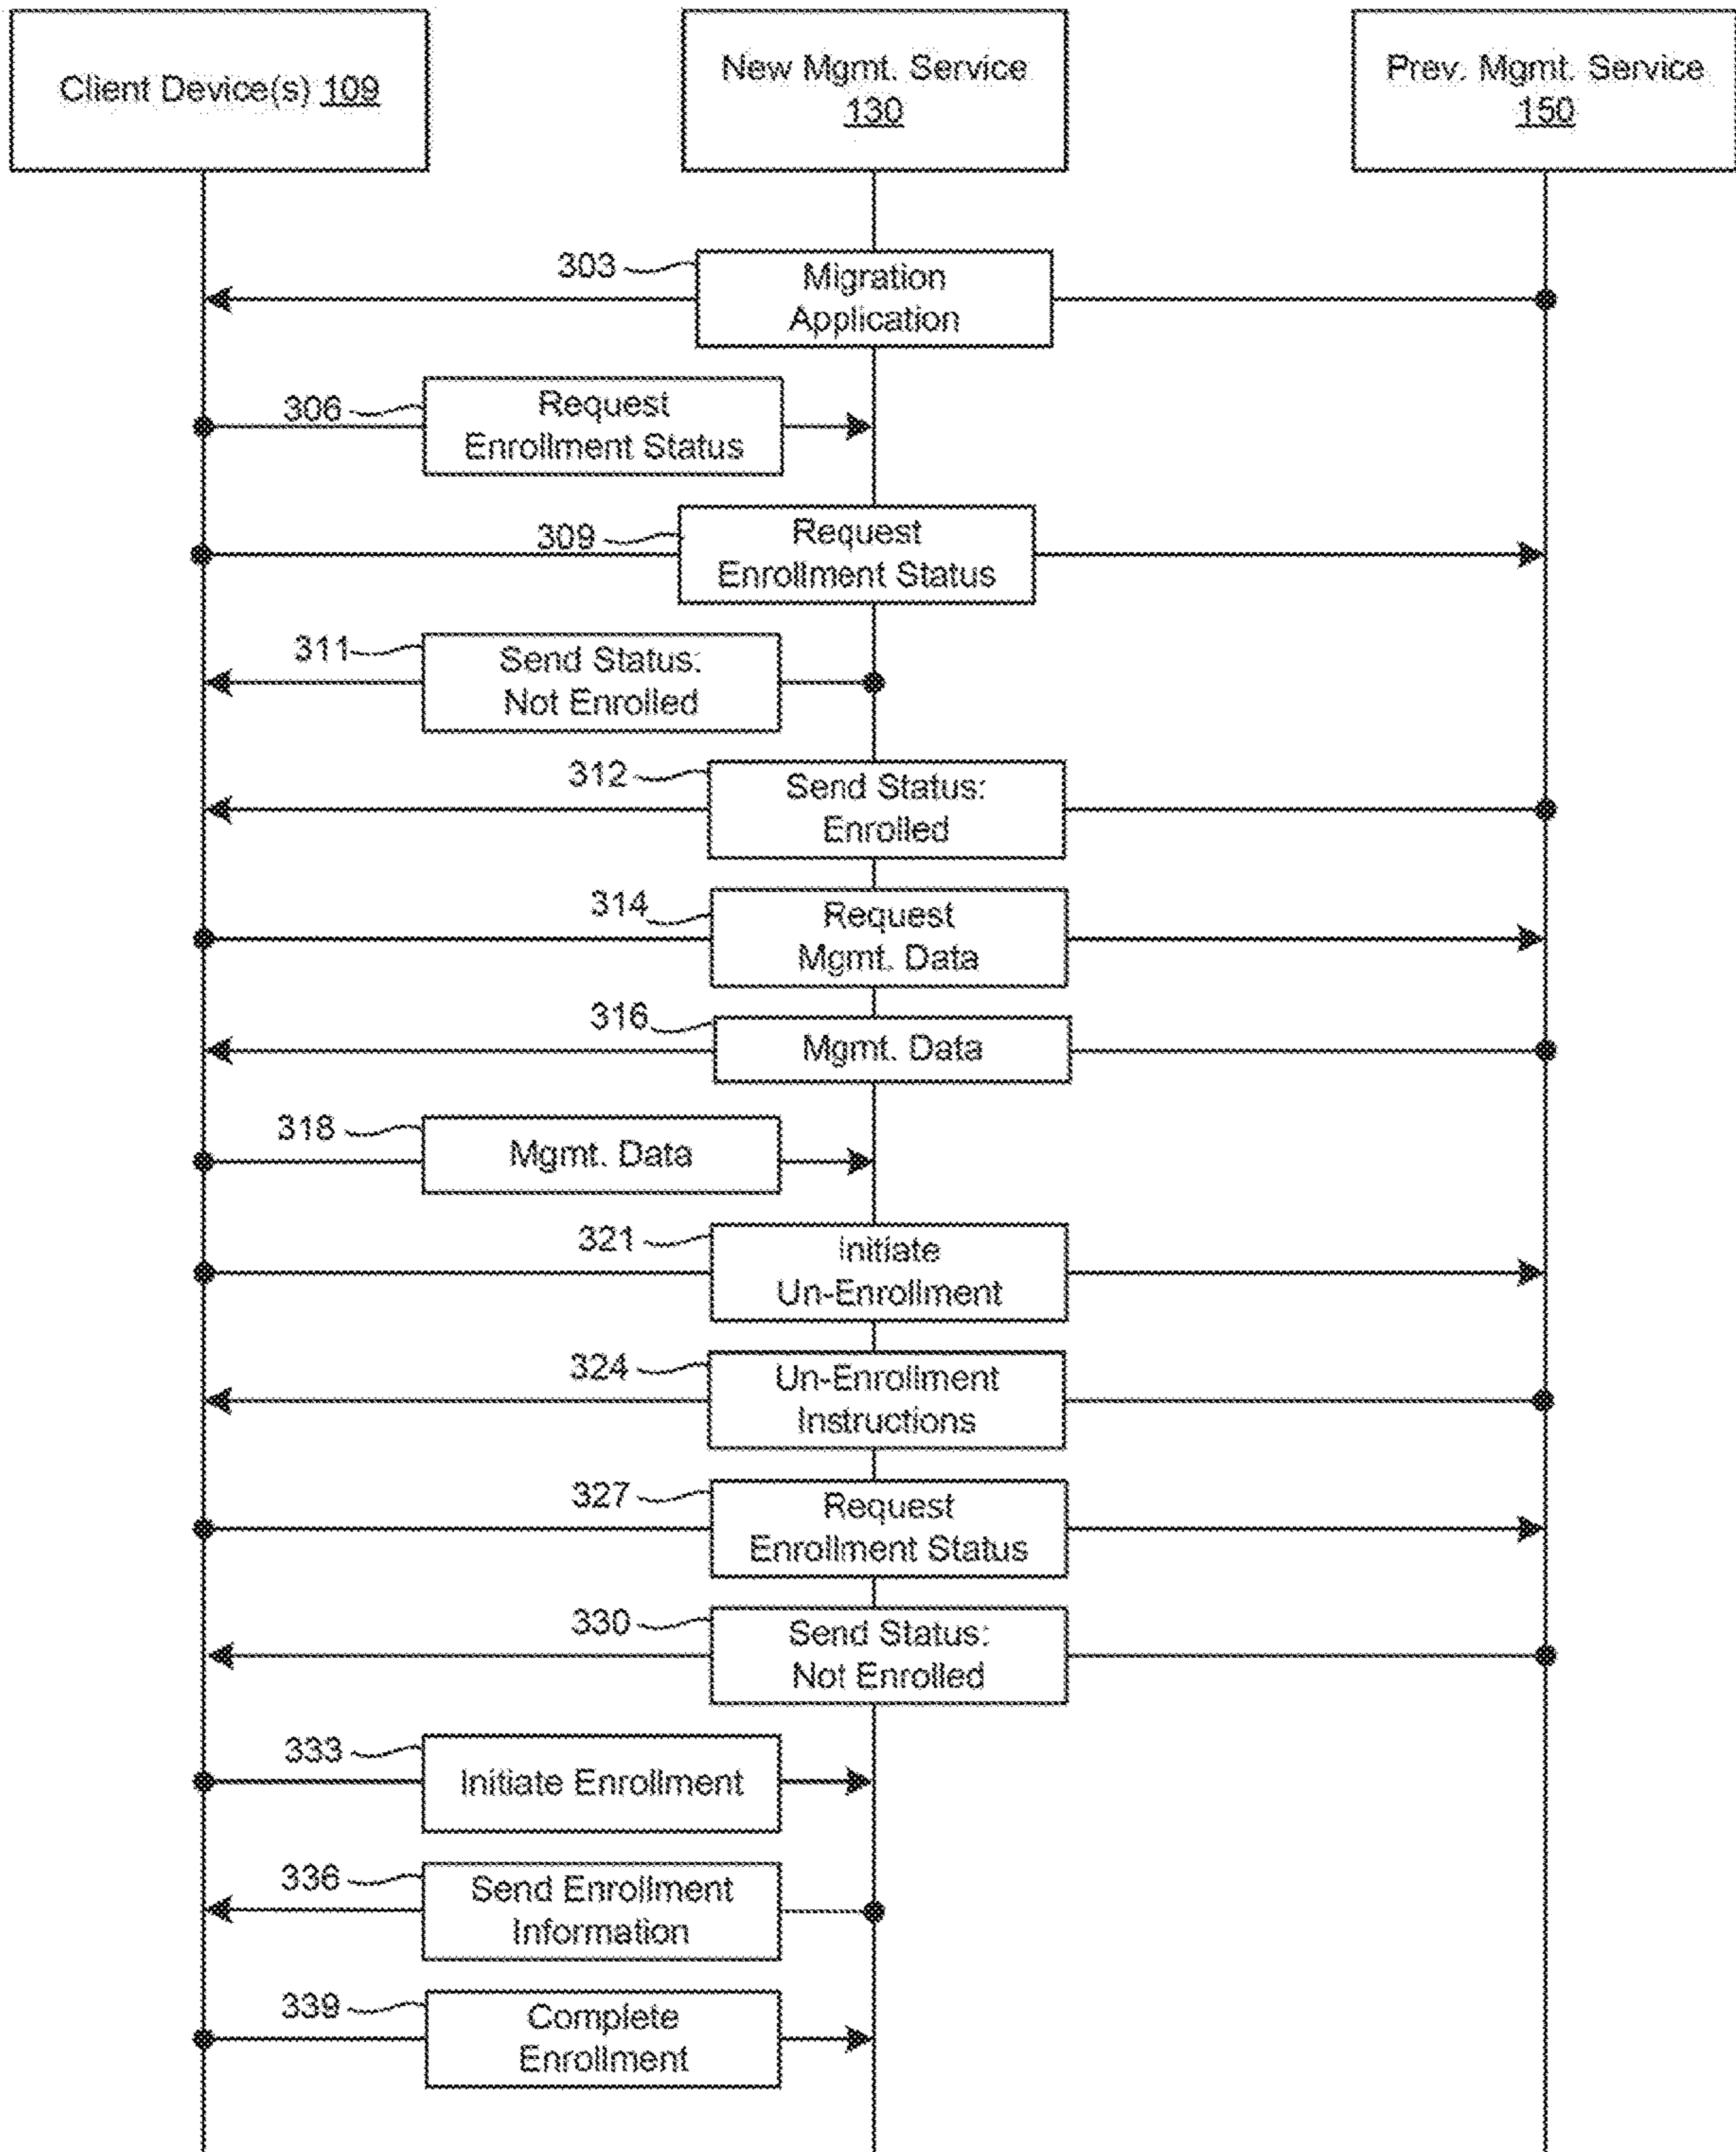 Client Device(s) 109
New Mgmt. Service
130
Prev. Mgmt. Service
150
303
Migration
Application
306
Request
Enrollment Status
309
Request
Enrollment Status
311
Send Status:
Not Enrolled
312
Send Status:
Enrolled
314
Request
Mgmt. Data
316
Mgmt. Data
318
Mgmt. Data
321
Initiate
Un-Enrollment
324
Un-Enrollment
Instructions
327
Request
Enrollment Status
330
Send Status:
Not Enrolled
333
Initiate Enrollment
336
Send Enrollment
Information
339
Complete
Enrollment